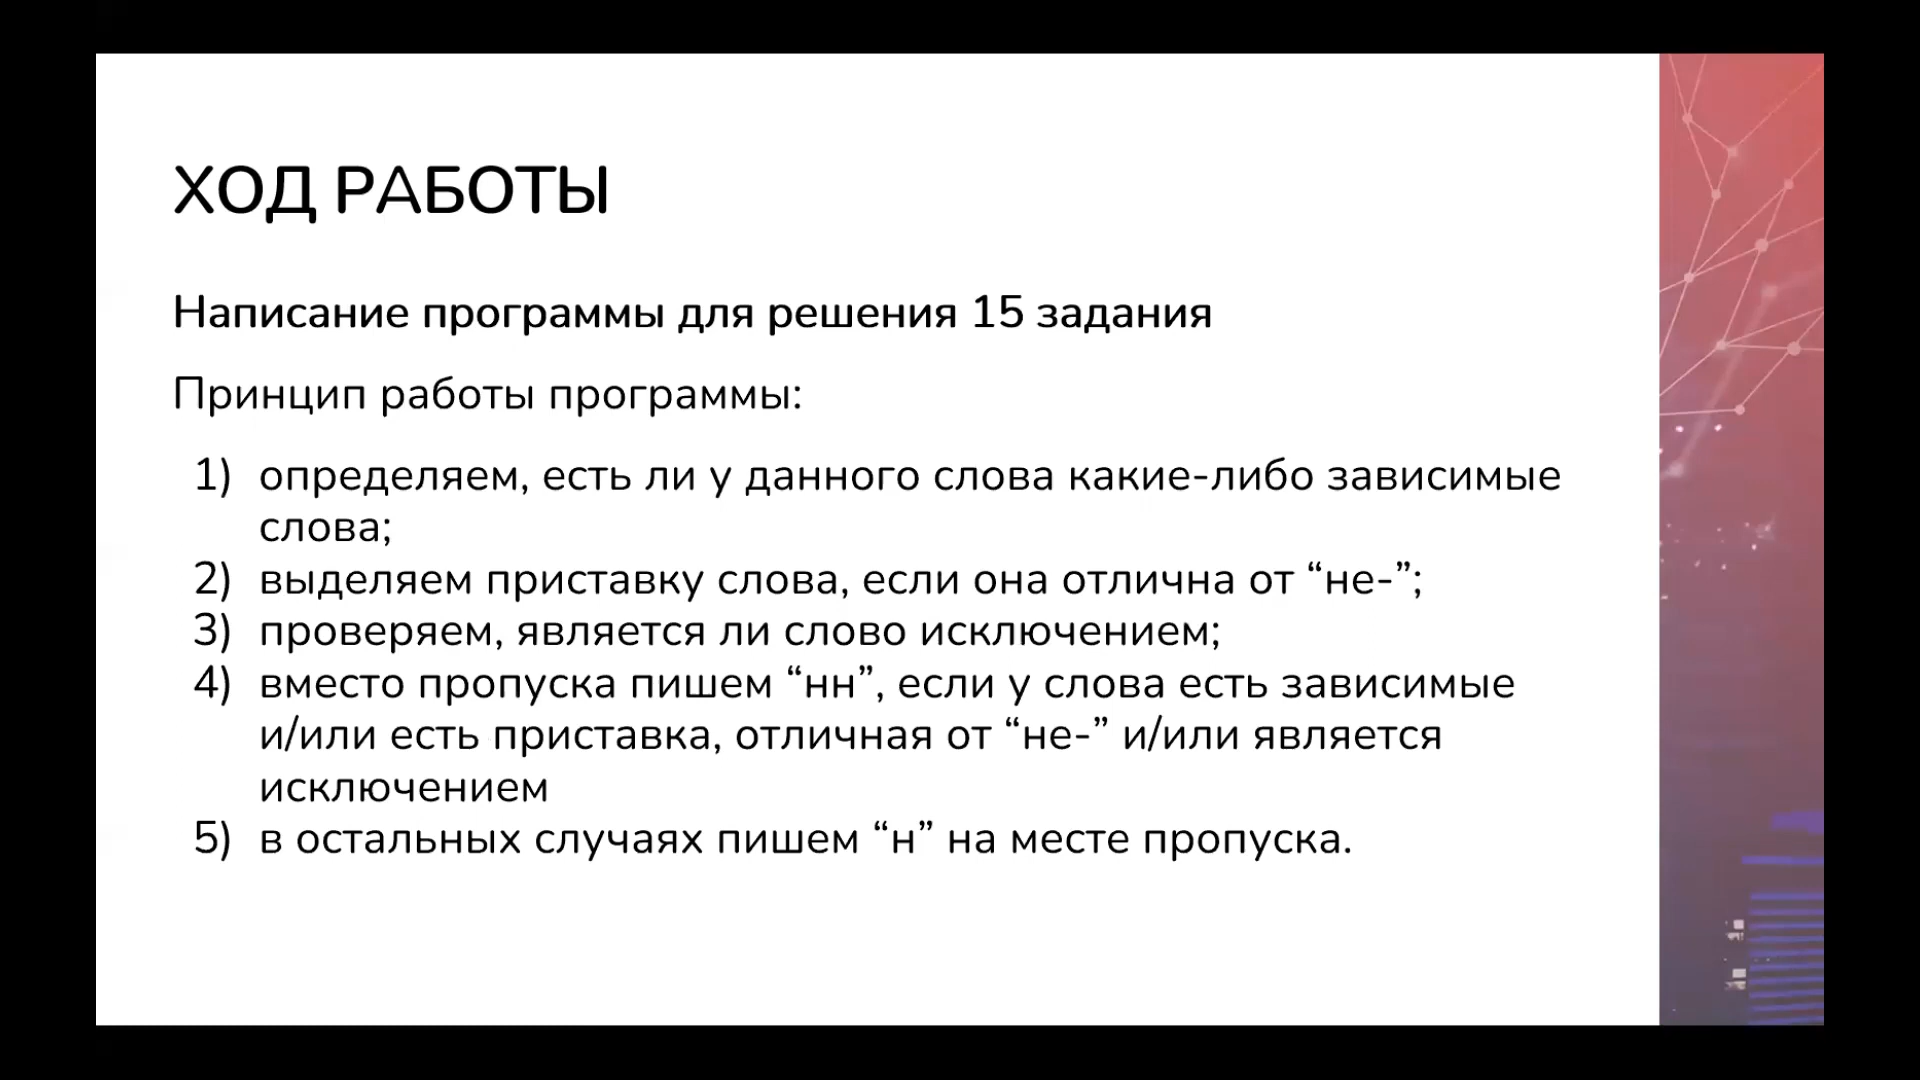 ХОД РАБОТЫ
Написание программы для решения 15 задания
Принцип работы программы:
1) определяем, есть ли у данного слова какие-либо зависимые
слова;
2) выделяем приставку слова, если она отлична от “не-”;
3) проверяем, является ли слово исключением;
4) вместо пропуска пишем “нн”, если у слова есть зависимые
и/или есть приставка, отличная от “не-” и/или является
исключением
5) в остальных случаях пишем “н” на месте пропуска.